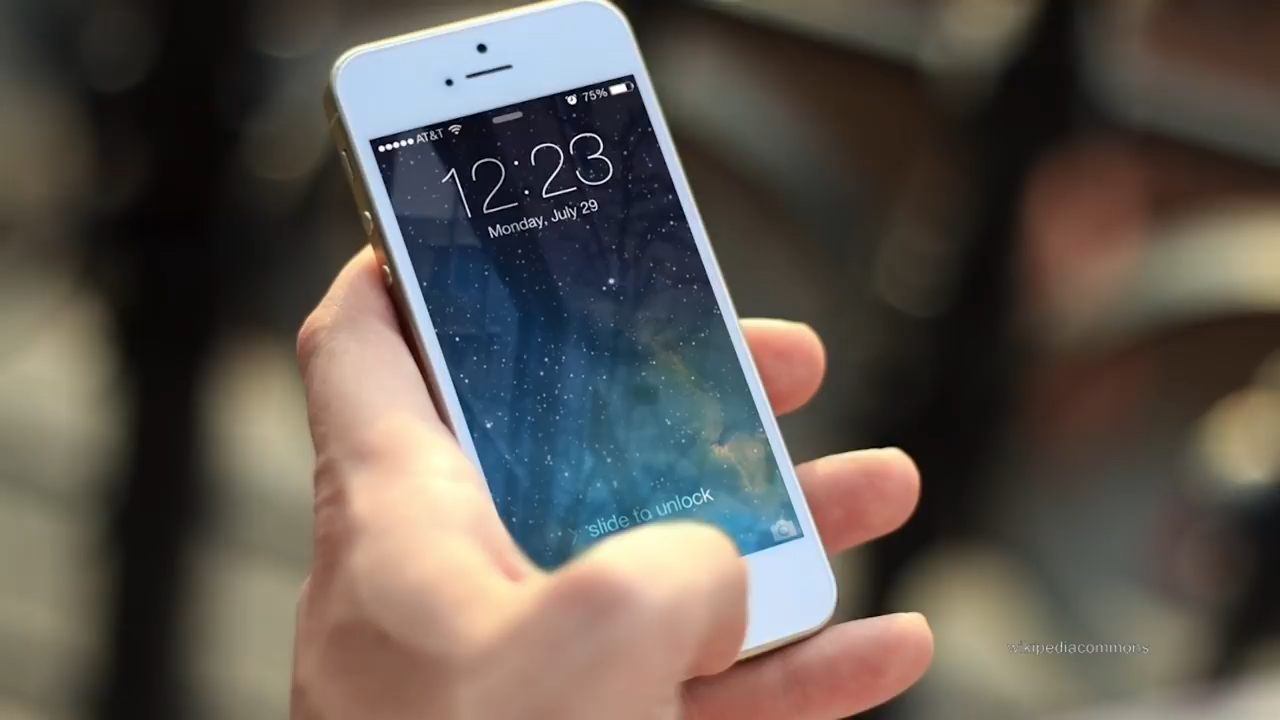 AT&T 75%
12:23
Monday, July 29
slide to unlock
wikipediacommons